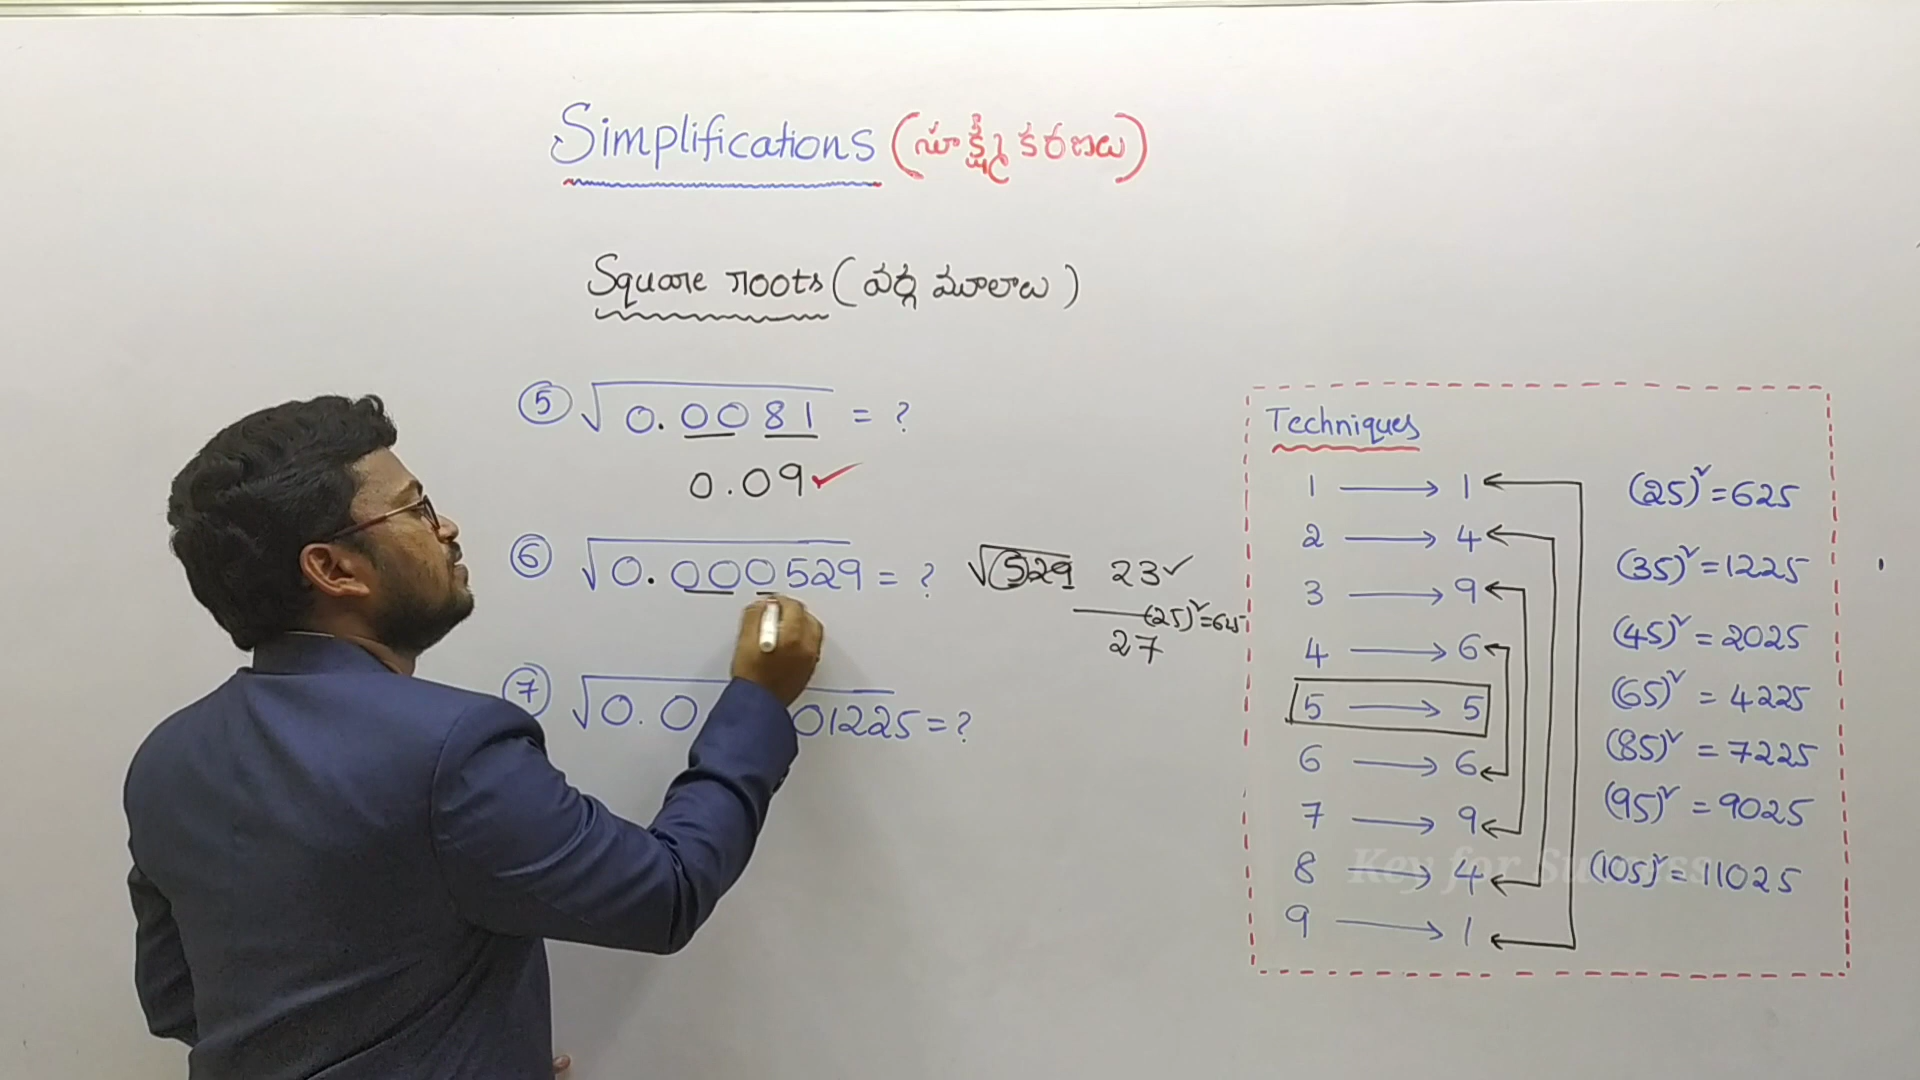 Simplifications (సూక్ష్మీకరణలు)
Square roots (వర్గ మూలాలు)
⑤ √0.0081 = ?
0.09 ✓
⑥ √0.000529 = ?
√529 23 ✓
(25)² = 625
27
⑦ √0.0 01225 = ?
Techniques
1 → 1
2 → 4
3 → 9
4 → 6
5 → 5
6 → 6
7 → 9
8 → 4
9 → 1
(25)² = 625
(35)² = 1225
(45)² = 2025
(65)² = 4225
(85)² = 7225
(95)² = 9025
(105)² = 11025
Key for Success